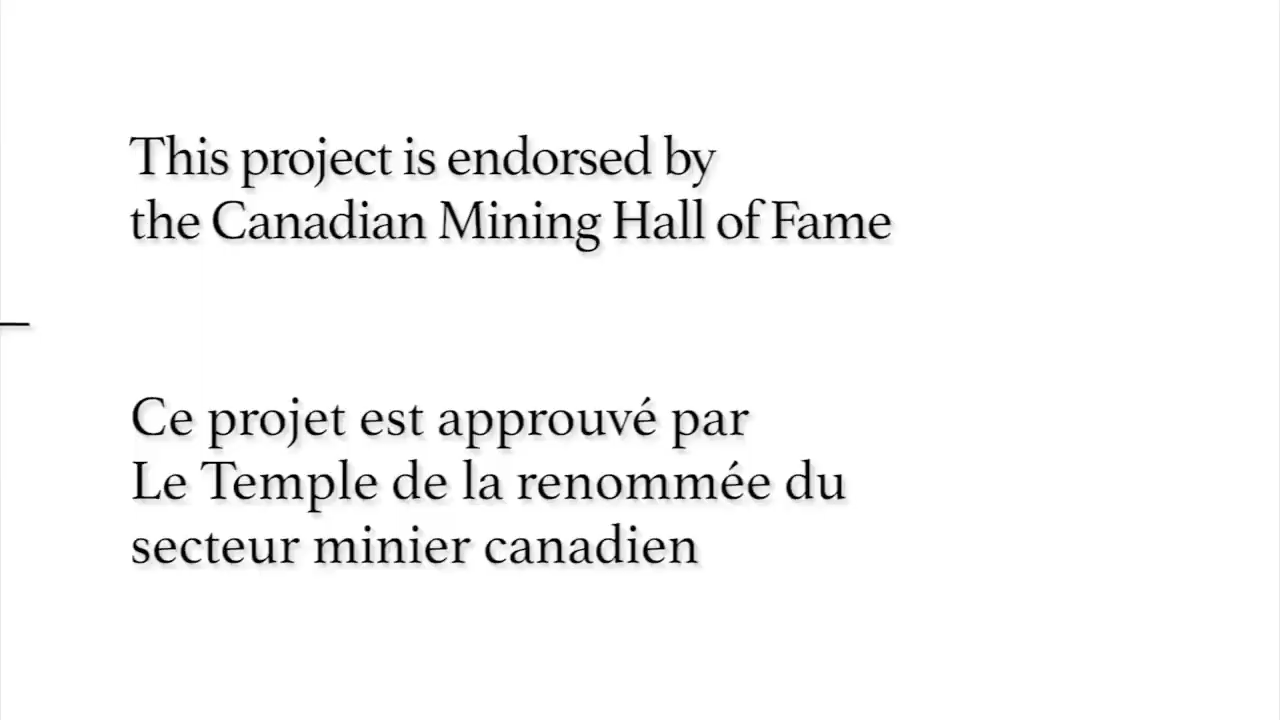 This project is endorsed by
the Canadian Mining Hall of Fame
Ce projet est approuvé par
Le Temple de la renommée du
secteur minier canadien